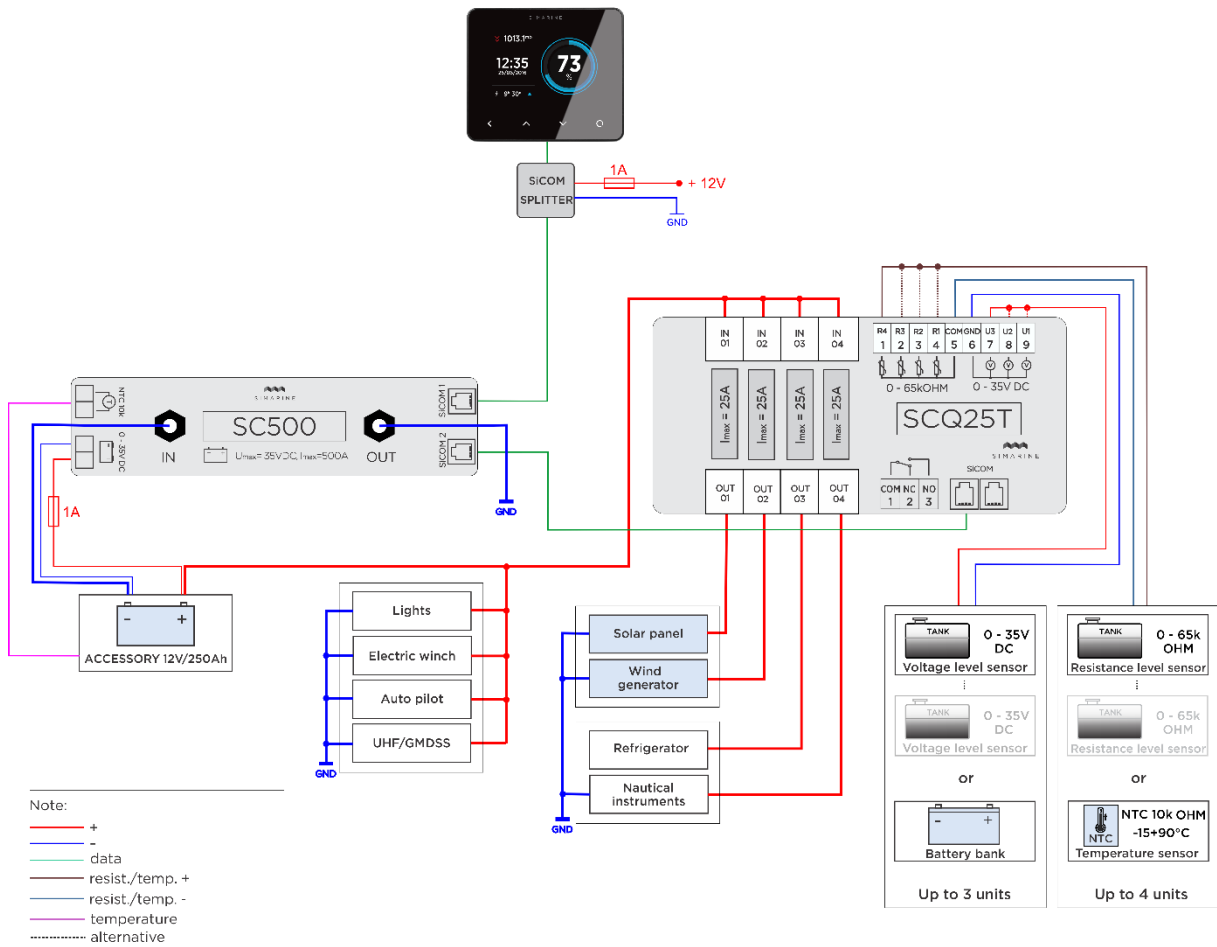 SIMARINE
1013.1mb
12:35
25/05/2016
73
%
9° 30°
SiCOM
SPLITTER
1A
+ 12V
GND
NTC 10k
0 - 35V DC
SIMARINE
SC500
IN
Umax= 35VDC, Imax=500A
OUT
SiCOM 1
SiCOM 2
GND
1A
- +
ACCESSORY 12V/250Ah
IN
01
IN
02
IN
03
IN
04
Imax = 25A
Imax = 25A
Imax = 25A
Imax = 25A
OUT
01
OUT
02
OUT
03
OUT
04
R4 R3 R2 R1 COM GND U3 U2 U1
1 2 3 4 5 6 7 8 9
V V V
0 - 65kOHM
0 - 35V DC
SCQ25T
SIMARINE
COM NC NO
1 2 3
SiCOM
Lights
Electric winch
Auto pilot
UHF/GMDSS
GND
Solar panel
Wind
generator
Refrigerator
Nautical
instruments
GND
TANK
0 - 35V
DC
Voltage level sensor
TANK
0 - 35V
DC
Voltage level sensor
or
- +
Battery bank
Up to 3 units
TANK
0 - 65k
OHM
Resistance level sensor
TANK
0 - 65k
OHM
Resistance level sensor
or
NTC
NTC 10k OHM
-15+90°C
Temperature sensor
Up to 4 units
Note:
+
-
data
resist./temp. +
resist./temp. -
temperature
alternative